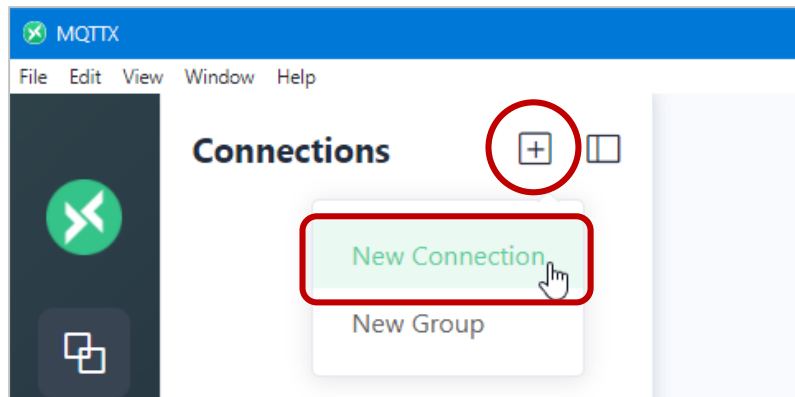 MQTTX
File Edit View Window Help
Connections
New Connection
New Group